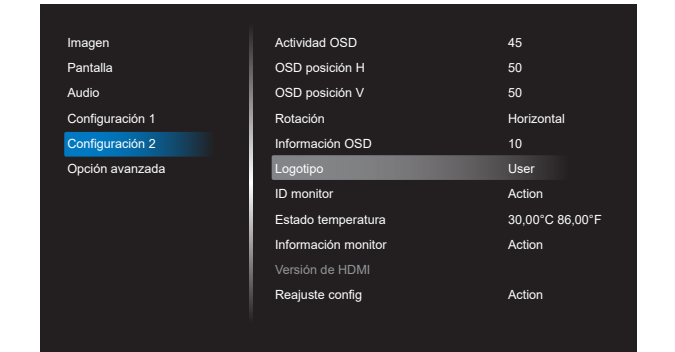 Imagen
Pantalla
Audio
Configuración 1
Configuración 2
Opción avanzada
Actividad OSD 45
OSD posición H 50
OSD posición V 50
Rotación Horizontal
Información OSD 10
Logotipo User
ID monitor Action
Estado temperatura 30,00°C 86,00°F
Información monitor Action
Versión de HDMI
Reajuste config Action